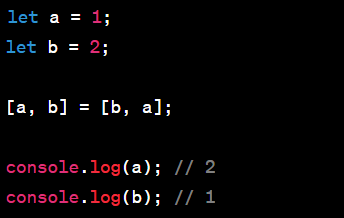 let a = 1;
let b = 2;

[a, b] = [b, a];

console.log(a); // 2
console.log(b); // 1